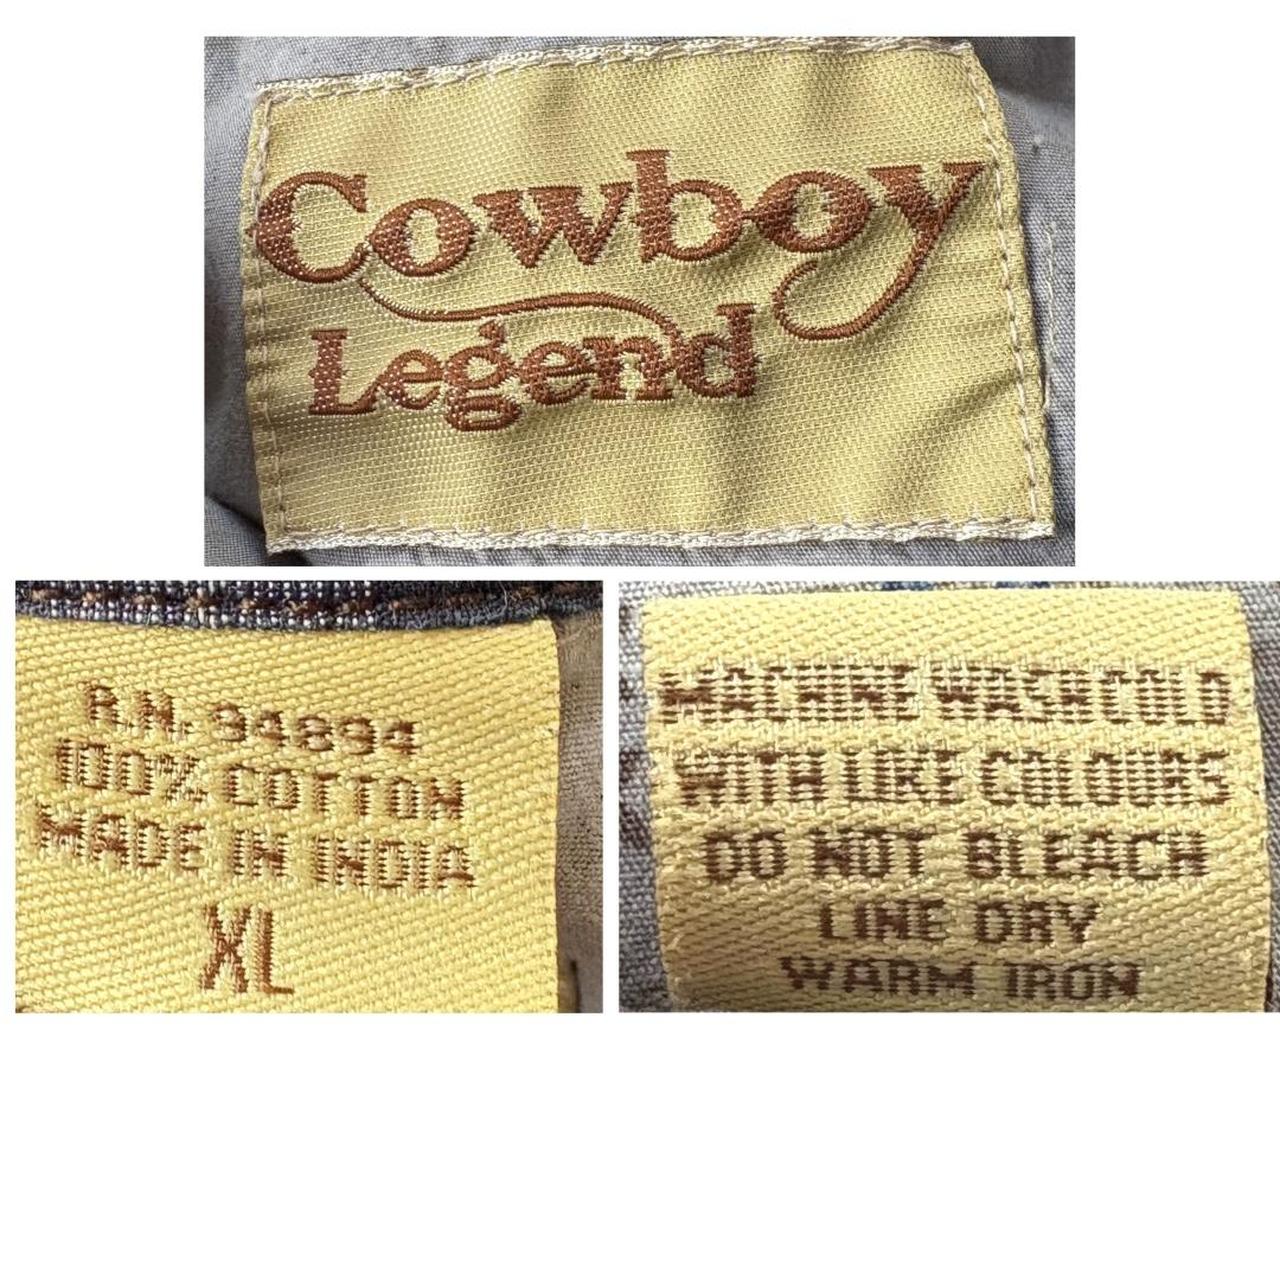 Cowboy
Legend
R.N. 94894
100% COTTON
MADE IN INDIA
XL
MACHINE WASH COLD
WITH LIKE COLOURS
DO NOT BLEACH
LINE DRY
WARM IRON